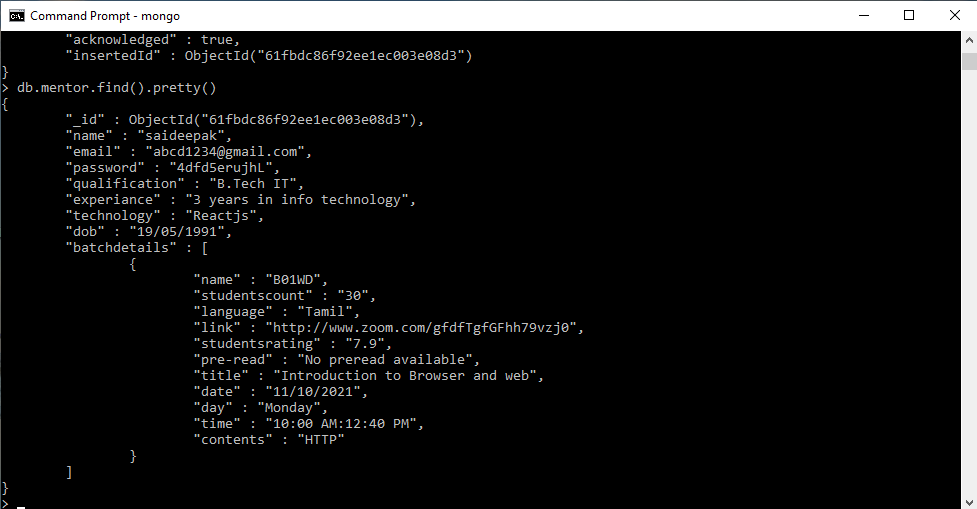 Command Prompt - mongo
"acknowledged" : true,
"insertedId" : ObjectId("61fbdc86f92ee1ec003e08d3")
}
> db.mentor.find().pretty()
{
"_id" : ObjectId("61fbdc86f92ee1ec003e08d3"),
"name" : "saideepak",
"email" : "abcd1234@gmail.com",
"password" : "4dfd5erujhL",
"qualification" : "B.Tech IT",
"experiance" : "3 years in info technology",
"technology" : "Reactjs",
"dob" : "19/05/1991",
"batchdetails" : [
{
"name" : "B01WD",
"studentscount" : "30",
"language" : "Tamil",
"link" : "http://www.zoom.com/gfdfTgfGFhh79vzj0",
"studentsrating" : "7.9",
"pre-read" : "No preread available",
"title" : "Introduction to Browser and web",
"date" : "11/10/2021",
"day" : "Monday",
"time" : "10:00 AM:12:40 PM",
"contents" : "HTTP"
}
]
}
>